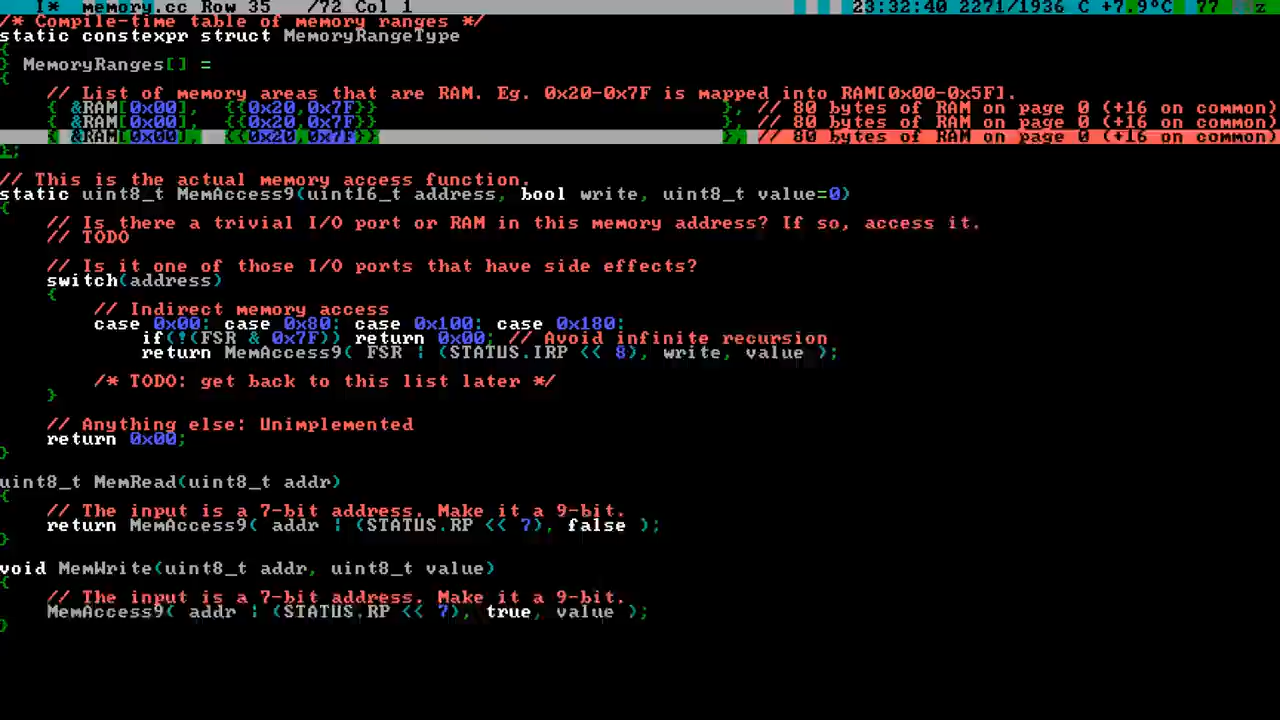 I* memory.cc Row 35 /72 Col 1 23:32:40 2271/1936 C +7.9°C 77 z
/* Compile-time table of memory ranges */
static constexpr struct MemoryRangeType
{
} MemoryRanges[] =
{
// List of memory areas that are RAM. Eg. 0x20-0x7F is mapped into RAM[0x00-0x5F].
{ &RAM[0x00], {{0x20,0x7F}} }, // 80 bytes of RAM on page 0 (+16 on common)
{ &RAM[0x00], {{0x20,0x7F}} }, // 80 bytes of RAM on page 0 (+16 on common)
{ &RAM[0x00], {{0x20,0x7F}} }, // 80 bytes of RAM on page 0 (+16 on common)
};
// This is the actual memory access function.
static uint8_t MemAccess9(uint16_t address, bool write, uint8_t value=0)
{
// Is there a trivial I/O port or RAM in this memory address? If so, access it.
// TODO
// Is it one of those I/O ports that have side effects?
switch(address)
{
// Indirect memory access
case 0x00: case 0x80: case 0x100: case 0x180:
if(!(FSR & 0x7F)) return 0x00; // Avoid infinite recursion
return MemAccess9( FSR | (STATUS.IRP << 8), write, value );
/* TODO: get back to this list later */
}
// Anything else: Unimplemented
return 0x00;
}
uint8_t MemRead(uint8_t addr)
{
// The input is a 7-bit address. Make it a 9-bit.
return MemAccess9( addr | (STATUS.RP << 7), false );
}
void MemWrite(uint8_t addr, uint8_t value)
{
// The input is a 7-bit address. Make it a 9-bit.
MemAccess9( addr | (STATUS.RP << 7), true, value );
}